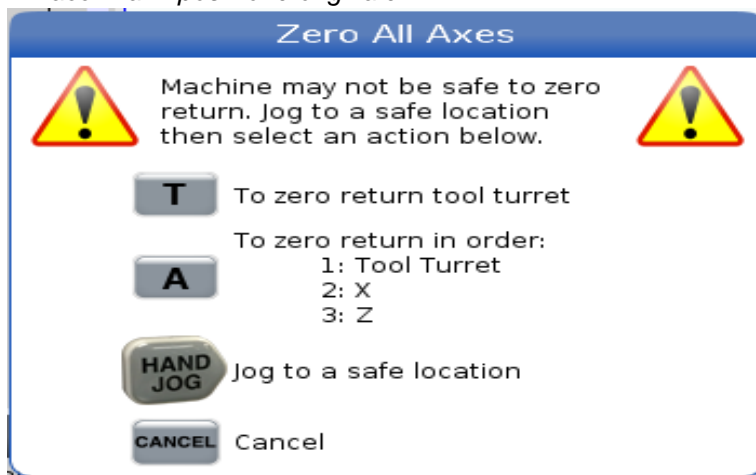 Zero All Axes
Machine may not be safe to zero
return. Jog to a safe location
then select an action below.
T To zero return tool turret
To zero return in order:
A
1: Tool Turret
2: X
3: Z
HAND
JOG
Jog to a safe location
CANCEL Cancel